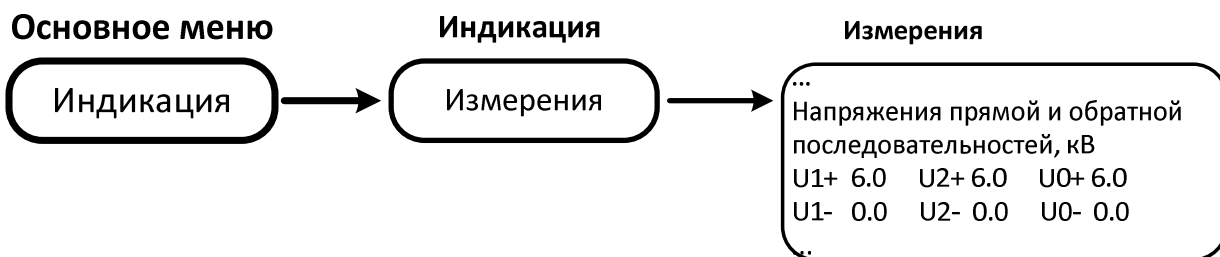 Основное меню
Индикация
Индикация
Измерения
Измерения
...
Напряжения прямой и обратной
последовательностей, кВ
U1+ 6.0 U2+ 6.0 U0+ 6.0
U1- 0.0 U2- 0.0 U0- 0.0
...